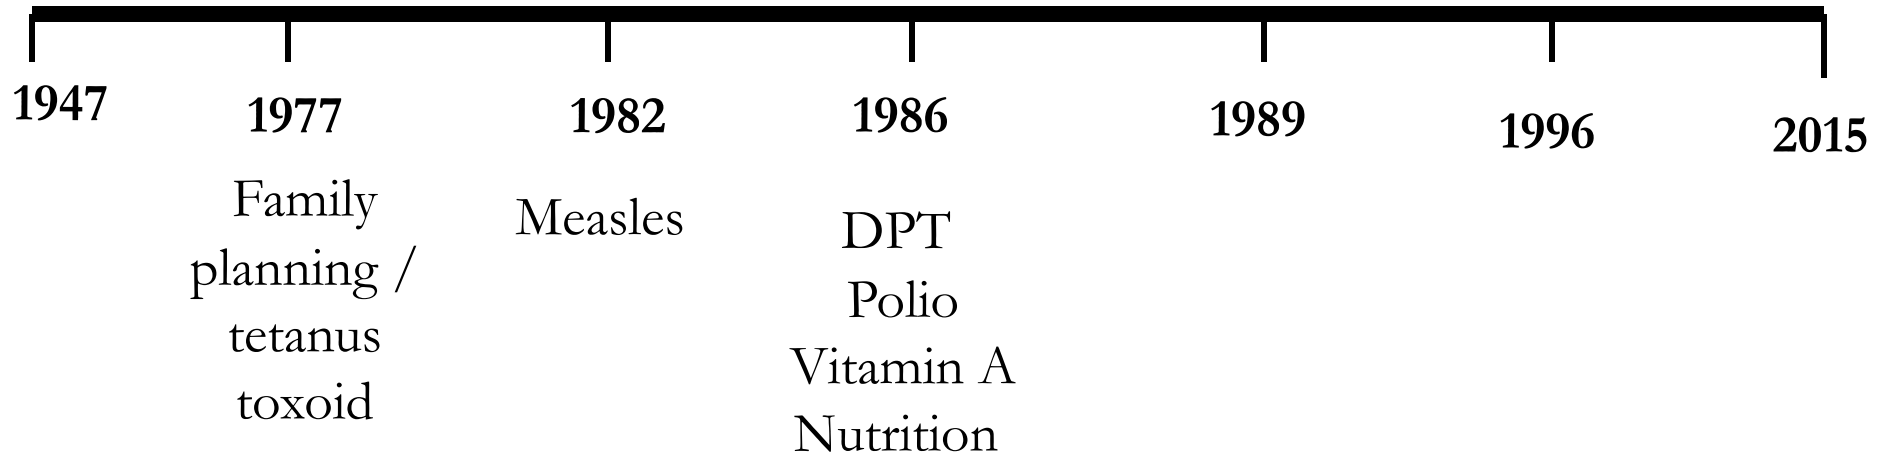 1947 1977 1982 1986 1989 1996 2015
Family
planning /
tetanus
toxoid
Measles
DPT
Polio
Vitamin A
Nutrition